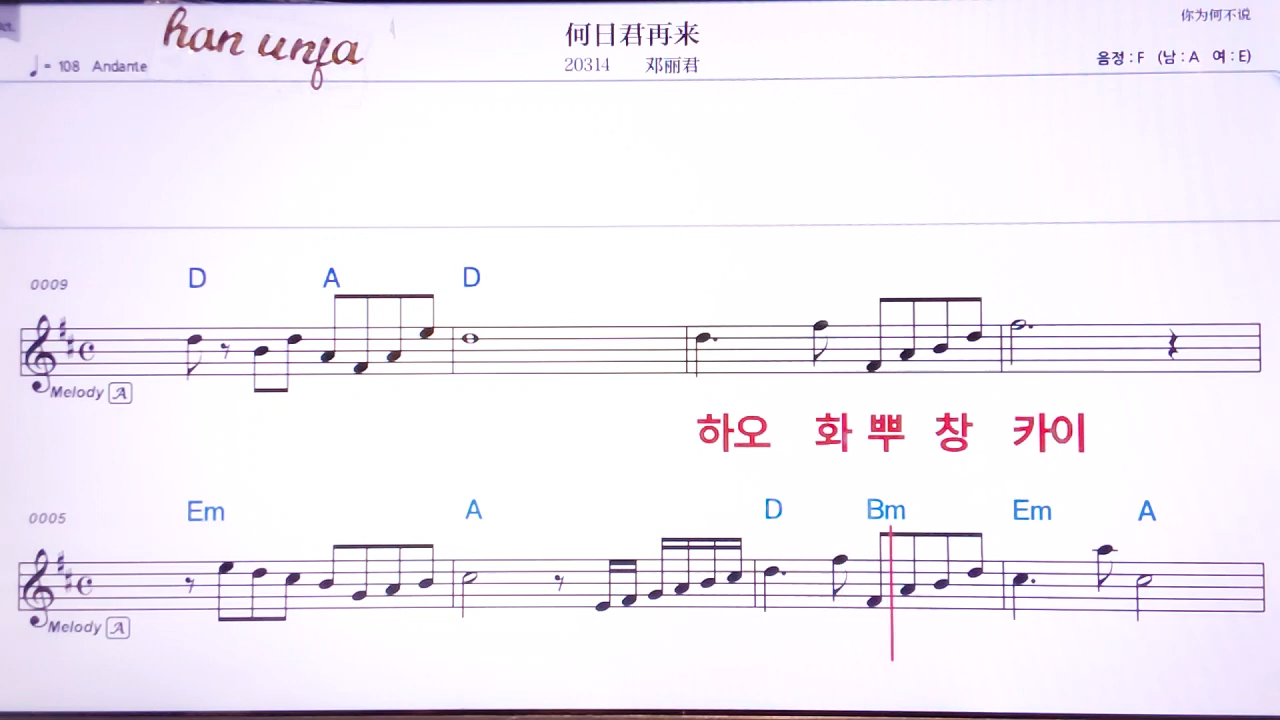 han unfa
何日君再来
你为何不说
♩= 108 Andante
20314 邓丽君
음정 : F (남 : A 여 : E)
0009
D A D
Melody A
하오 화 뿌 창 카이
0005
Em A D Bm Em A
Melody A